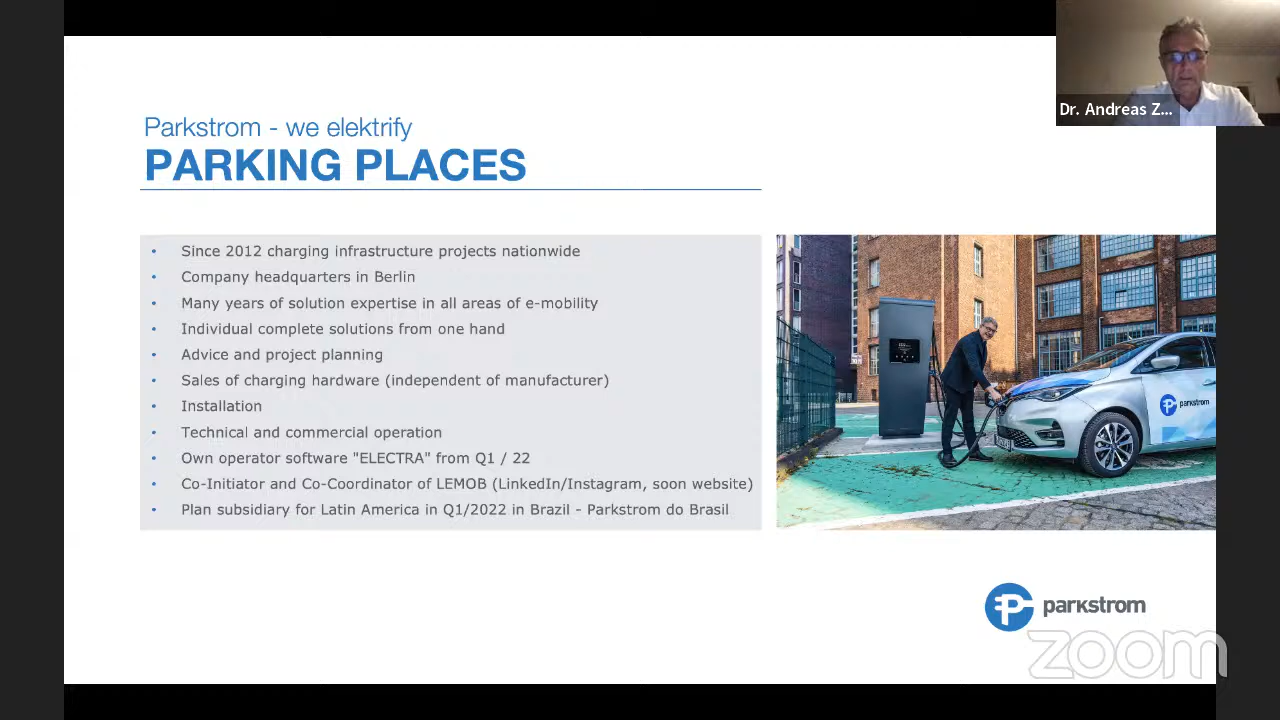 Dr. Andreas Z...
Parkstrom - we elektrify
PARKING PLACES
• Since 2012 charging infrastructure projects nationwide
• Company headquarters in Berlin
• Many years of solution expertise in all areas of e-mobility
• Individual complete solutions from one hand
• Advice and project planning
• Sales of charging hardware (independent of manufacturer)
• Installation
• Technical and commercial operation
• Own operator software "ELECTRA" from Q1 / 22
• Co-Initiator and Co-Coordinator of LEMOB (LinkedIn/Instagram, soon website)
• Plan subsidiary for Latin America in Q1/2022 in Brazil - Parkstrom do Brasil
parkstrom
parkstrom
zoom